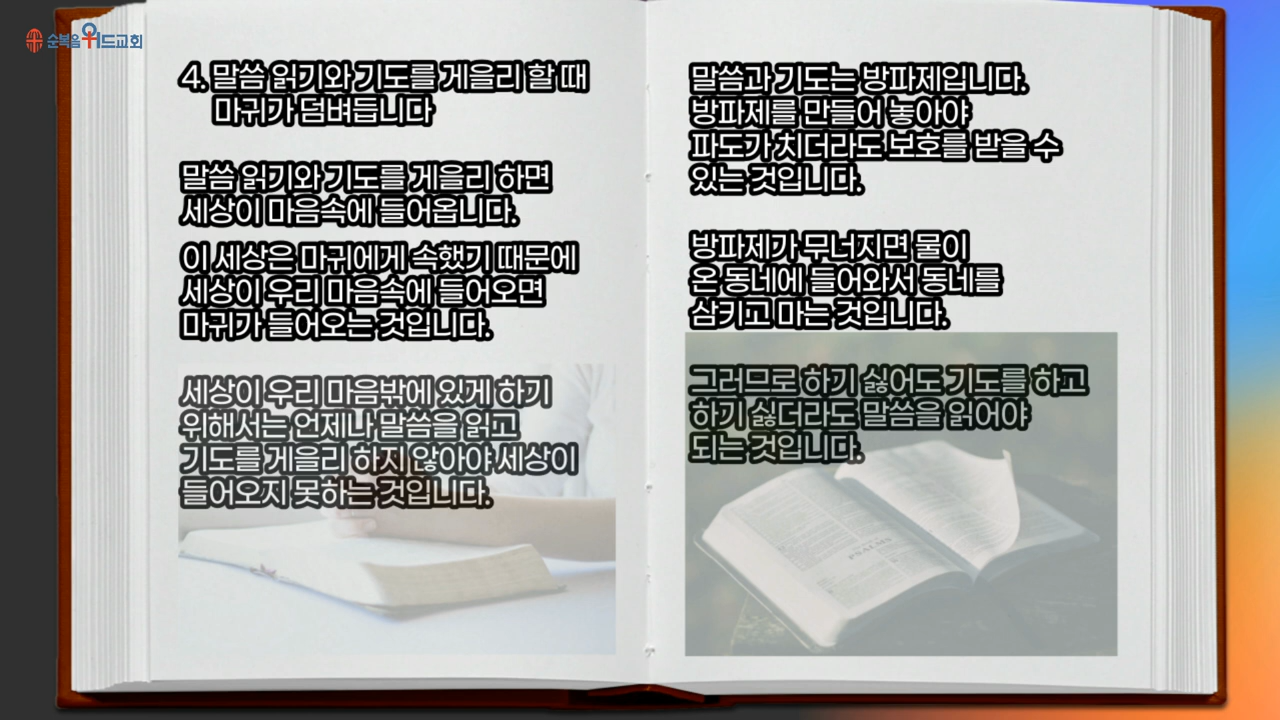 순복음위드교회
4. 말씀 읽기와 기도를 게을리 할 때
마귀가 덤벼듭니다
말씀 읽기와 기도를 게을리 하면
세상이 마음속에 들어옵니다.
이 세상은 마귀에게 속했기 때문에
세상이 우리 마음속에 들어오면
마귀가 들어오는 것입니다.
세상이 우리 마음밖에 있게 하기
위해서는 언제나 말씀을 읽고
기도를 게을리 하지 않아야 세상이
들어오지 못하는 것입니다.
말씀과 기도는 방파제입니다.
방파제를 만들어 놓아야
파도가 치더라도 보호를 받을 수
있는 것입니다.
방파제가 무너지면 물이
온 동네에 들어와서 동네를
삼키고 마는 것입니다.
그러므로 하기 싫어도 기도를 하고
하기 싫더라도 말씀을 읽어야
되는 것입니다.
PSALMS